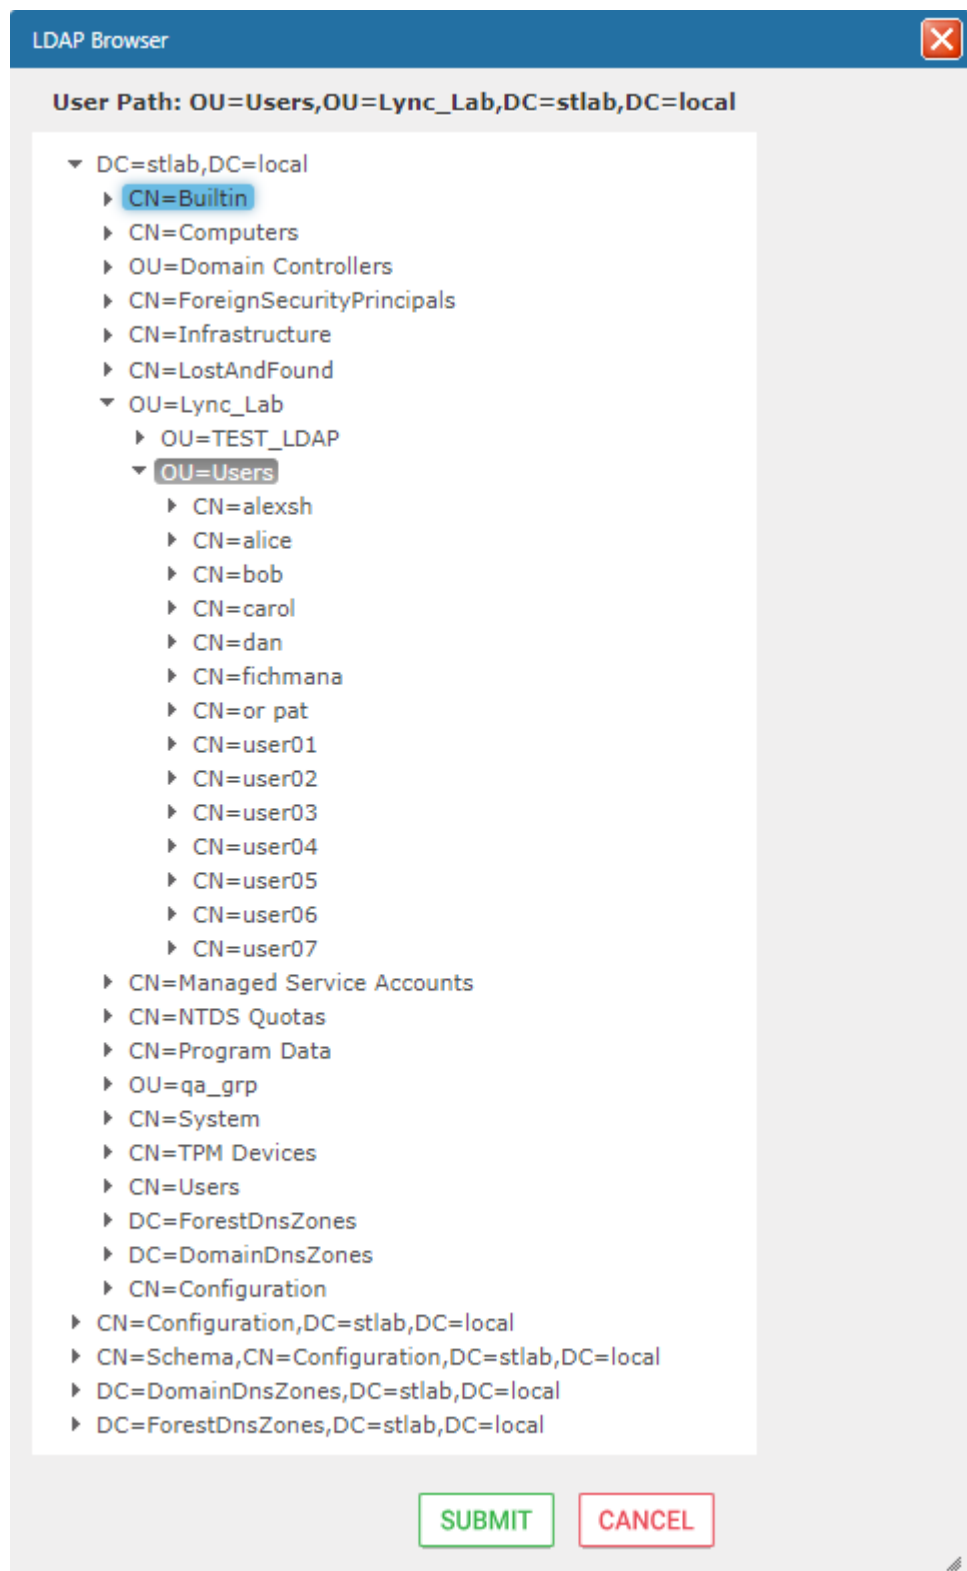 LDAP Browser
User Path: OU=Users,OU=Lync_Lab,DC=stlab,DC=local
DC=stlab,DC=local
CN=Builtin
CN=Computers
OU=Domain Controllers
CN=ForeignSecurityPrincipals
CN=Infrastructure
CN=LostAndFound
OU=Lync_Lab
OU=TEST_LDAP
OU=Users
CN=alexsh
CN=alice
CN=bob
CN=carol
CN=dan
CN=fichmana
CN=or pat
CN=user01
CN=user02
CN=user03
CN=user04
CN=user05
CN=user06
CN=user07
CN=Managed Service Accounts
CN=NTDS Quotas
CN=Program Data
OU=qa_grp
CN=System
CN=TPM Devices
CN=Users
DC=ForestDnsZones
DC=DomainDnsZones
CN=Configuration
CN=Configuration,DC=stlab,DC=local
CN=Schema,CN=Configuration,DC=stlab,DC=local
DC=DomainDnsZones,DC=stlab,DC=local
DC=ForestDnsZones,DC=stlab,DC=local
SUBMIT CANCEL